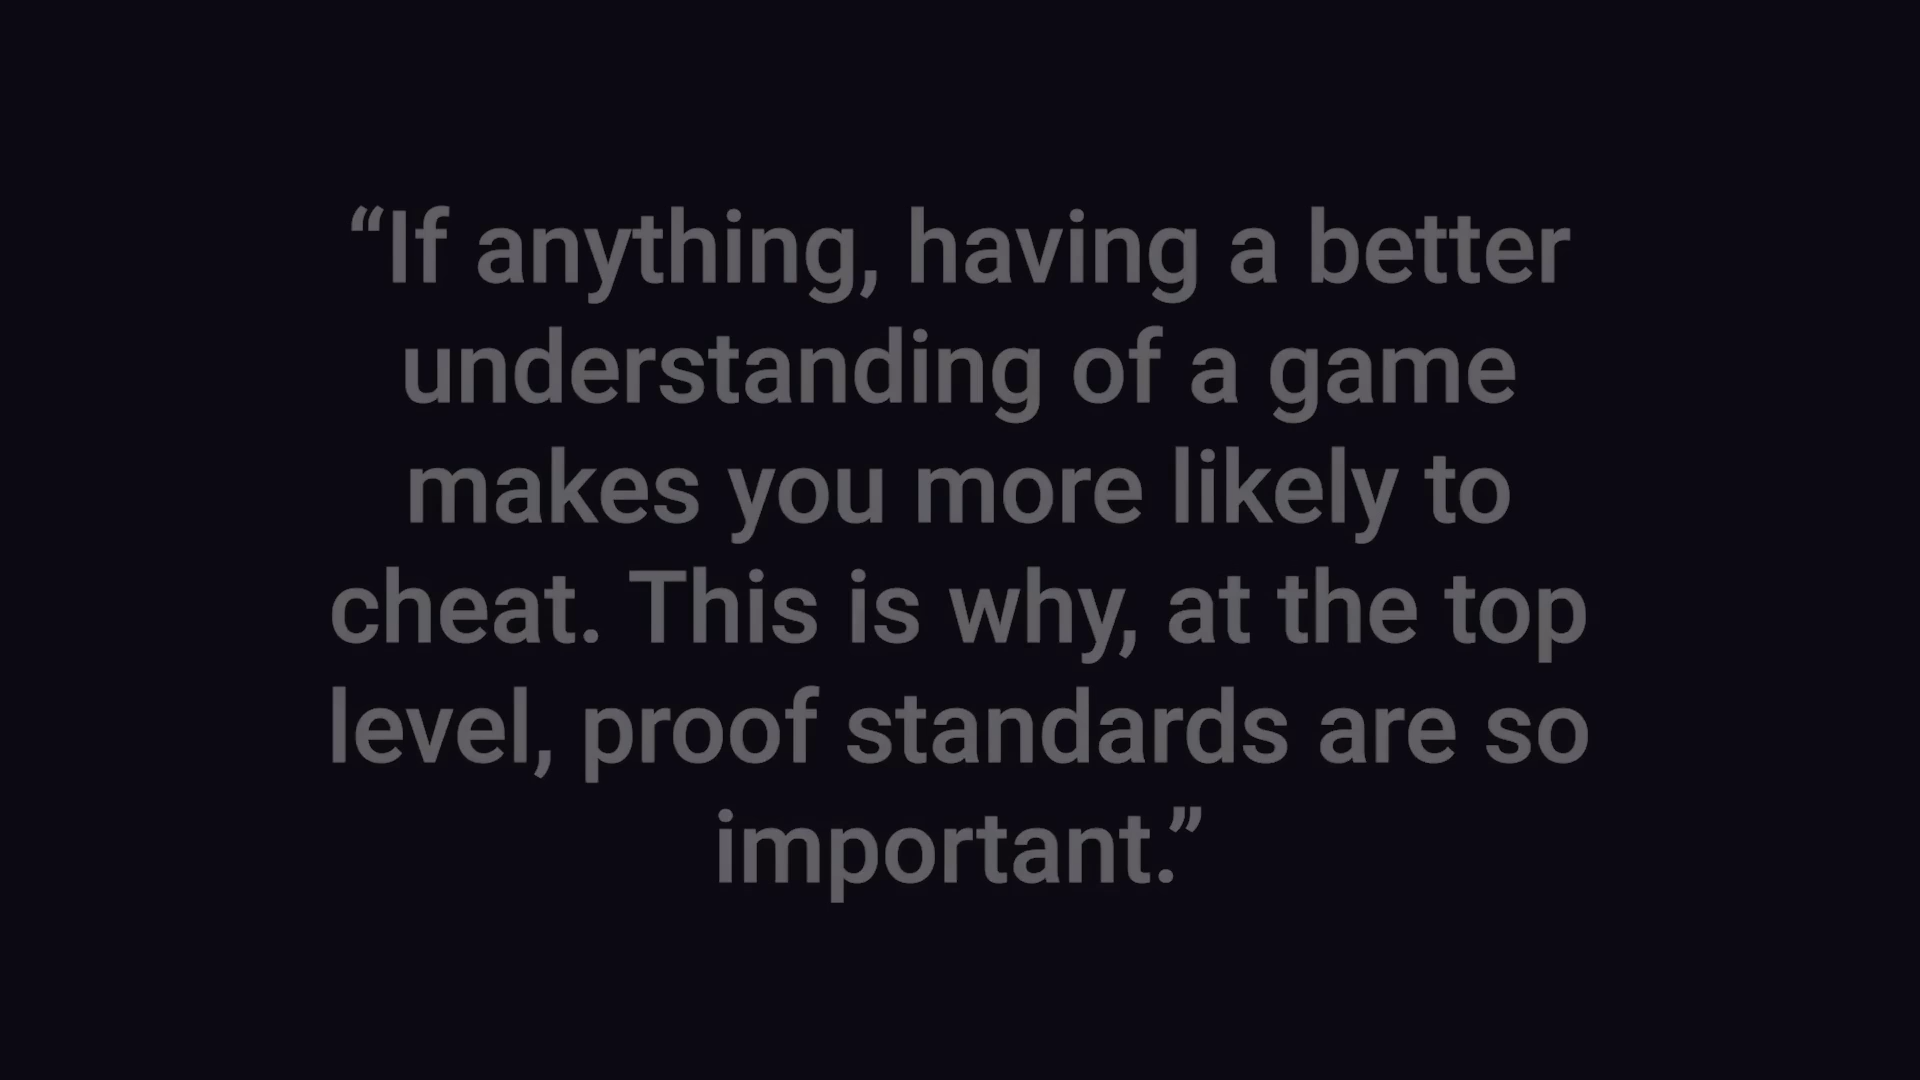 “If anything, having a better
understanding of a game
makes you more likely to
cheat. This is why, at the top
level, proof standards are so
important.”